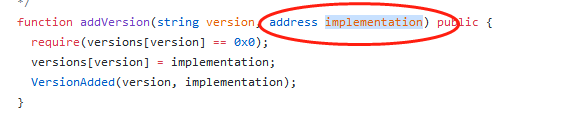 */
function addVersion(string version, address implementation) public {
require(versions[version] == 0x0);
versions[version] = implementation;
VersionAdded(version, implementation);
}